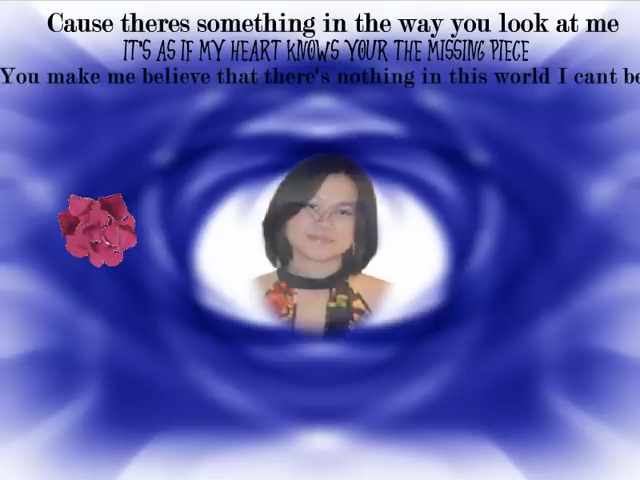 Cause theres something in the way you look at me
IT'S AS IF MY HEART KNOWS YOUR THE MISSING PIECE
You make me believe that there's nothing in this world I cant be